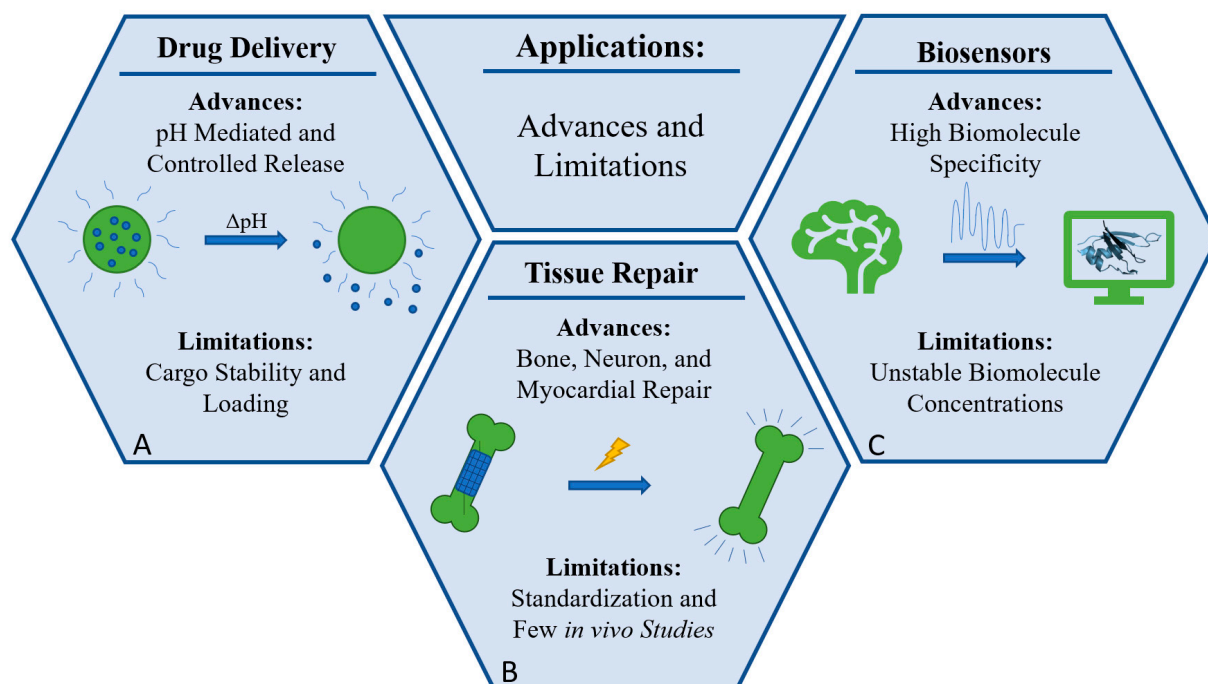 Drug Delivery
Advances:
pH Mediated and
Controlled Release
ΔpH
Limitations:
Cargo Stability and
Loading
A
Applications:
Advances and
Limitations
Tissue Repair
Advances:
Bone, Neuron, and
Myocardial Repair
Limitations:
Standardization and
Few in vivo Studies
B
Biosensors
Advances:
High Biomolecule
Specificity
Limitations:
Unstable Biomolecule
Concentrations
C